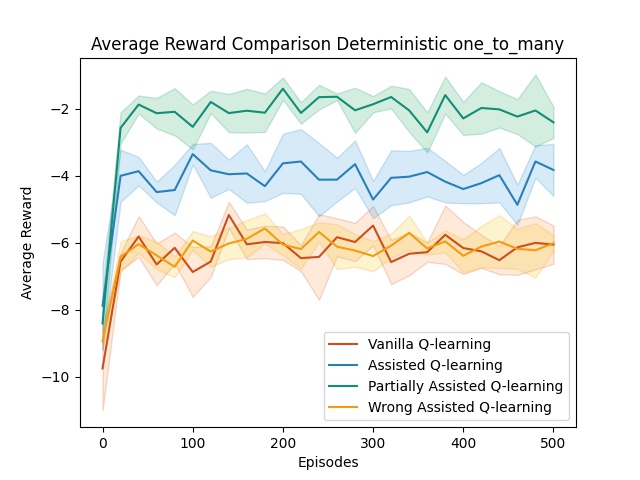 Average Reward Comparison Deterministic one_to_many
Average Reward
−2
−4
−6
−8
−10
0
100
200
300
400
500
Episodes
Vanilla Q-learning
Assisted Q-learning
Partially Assisted Q-learning
Wrong Assisted Q-learning